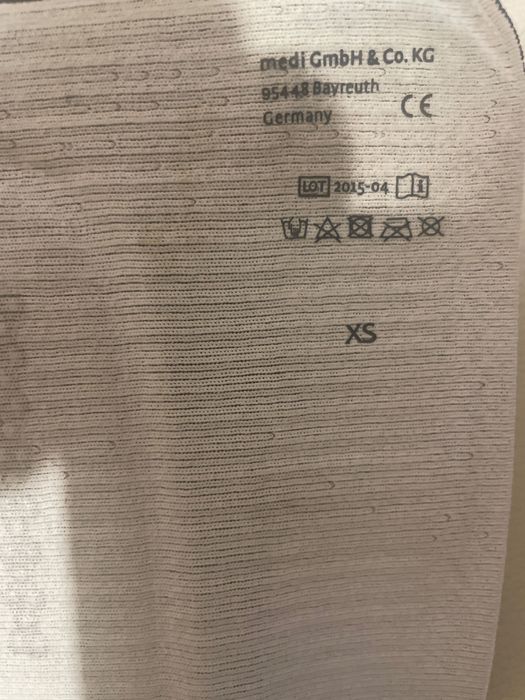 medi GmbH & Co. KG
95448 Bayreuth
Germany
CE
LOT 2015-04
XS